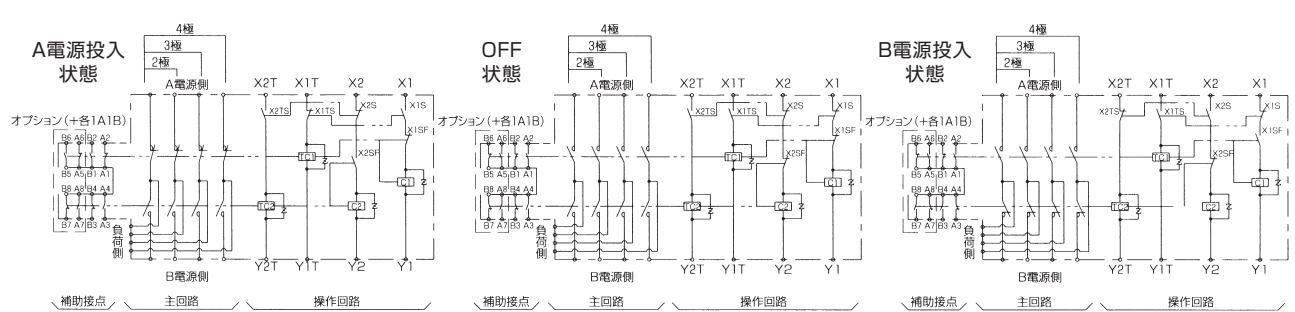 A電源投入
状態
4極
3極
2極
A電源側
X2T X1T X2 X1
X2TS X1TS X2S X1S
オプション(+各1A1B)
B6 A6 B2 A2
X1SF
X2SF
TC1
B5 A5 B1 A1
C1
B8 A8 B4 A4
TC2 C2
B7 A7 B3 A3
負荷側
B電源側
Y2T Y1T Y2 Y1
補助接点 主回路 操作回路
OFF
状態
4極
3極
2極
A電源側
X2T X1T X2 X1
X2TS X1TS X2S X1S
オプション(+各1A1B)
B6 A6 B2 A2
X1SF
X2SF
TC1
B5 A5 B1 A1
C1
B8 A8 B4 A4
TC2 C2
B7 A7 B3 A3
負荷側
B電源側
Y2T Y1T Y2 Y1
補助接点 主回路 操作回路
B電源投入
状態
4極
3極
2極
A電源側
X2T X1T X2 X1
X2TS X1TS X2S X1S
オプション(+各1A1B)
B6 A6 B2 A2
X1SF
X2SF
TC1
B5 A5 B1 A1
C1
B8 A8 B4 A4
TC2 C2
B7 A7 B3 A3
負荷側
B電源側
Y2T Y1T Y2 Y1
補助接点 主回路 操作回路